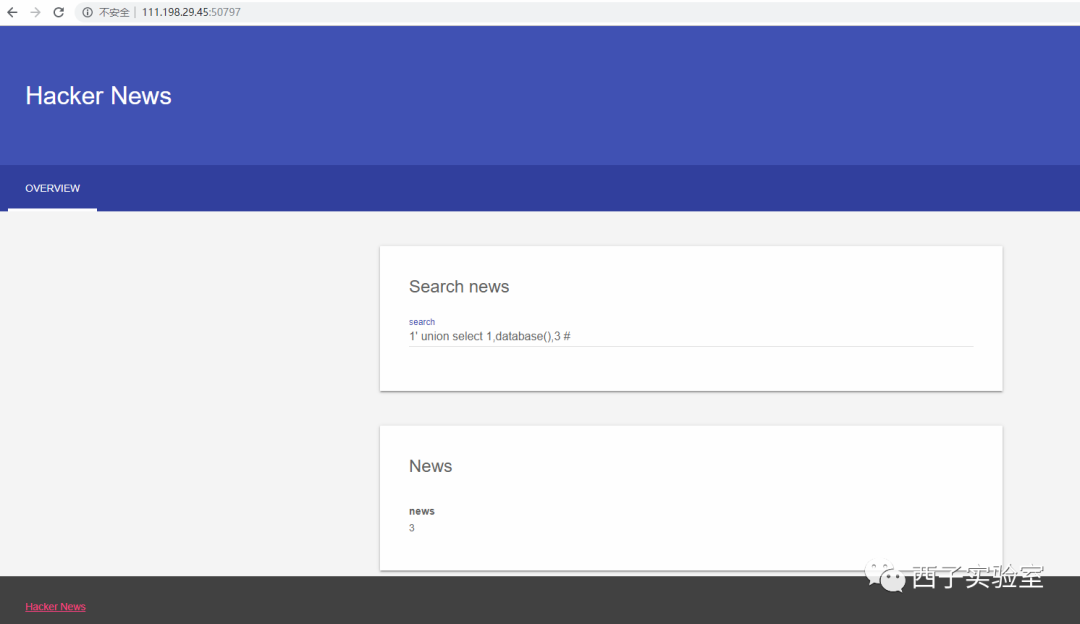 不安全 | 111.198.29.45:50797
Hacker News
OVERVIEW
Search news
search
1' union select 1,database(),3 #
News
news
3
西子实验室
Hacker News